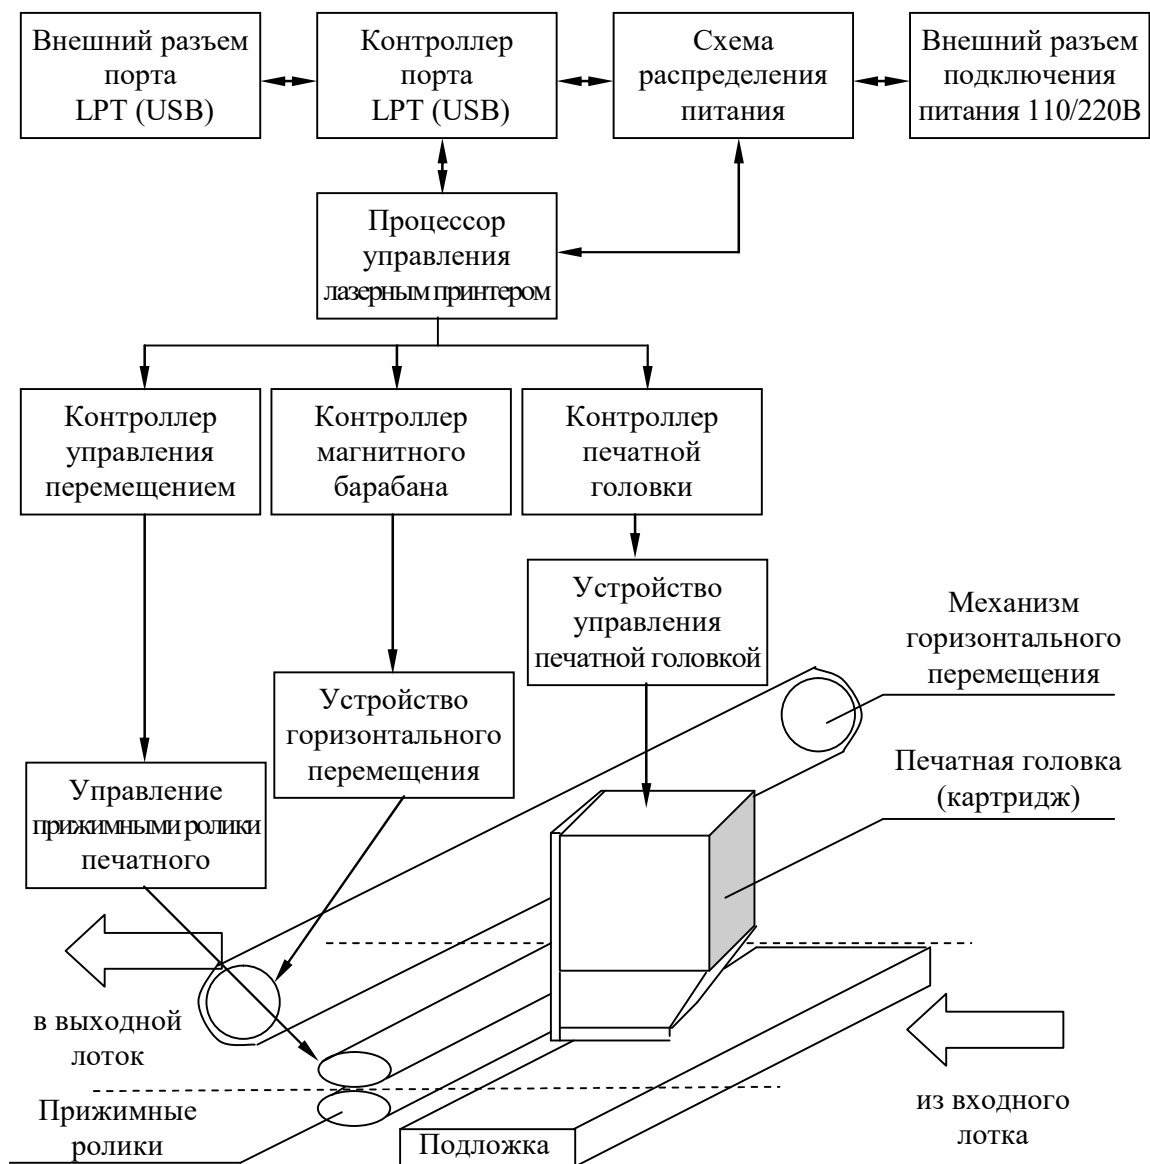 Внешний разъем
порта
LPT (USB)
Контроллер
порта
LPT (USB)
Схема
распределения
питания
Внешний разъем
подключения
питания 110/220В
Процессор
управления
лазерным принтером
Контроллер
управления
перемещением
Контроллер
магнитного
барабана
Контроллер
печатной
головки
Устройство
управления
печатной головкой
Механизм
горизонтального
перемещения
Устройство
горизонтального
перемещения
Управление
прижимными ролики
печатного
Печатная головка
(картридж)
в выходной
лоток
Прижимные
ролики
Подложка
из входного
лотка